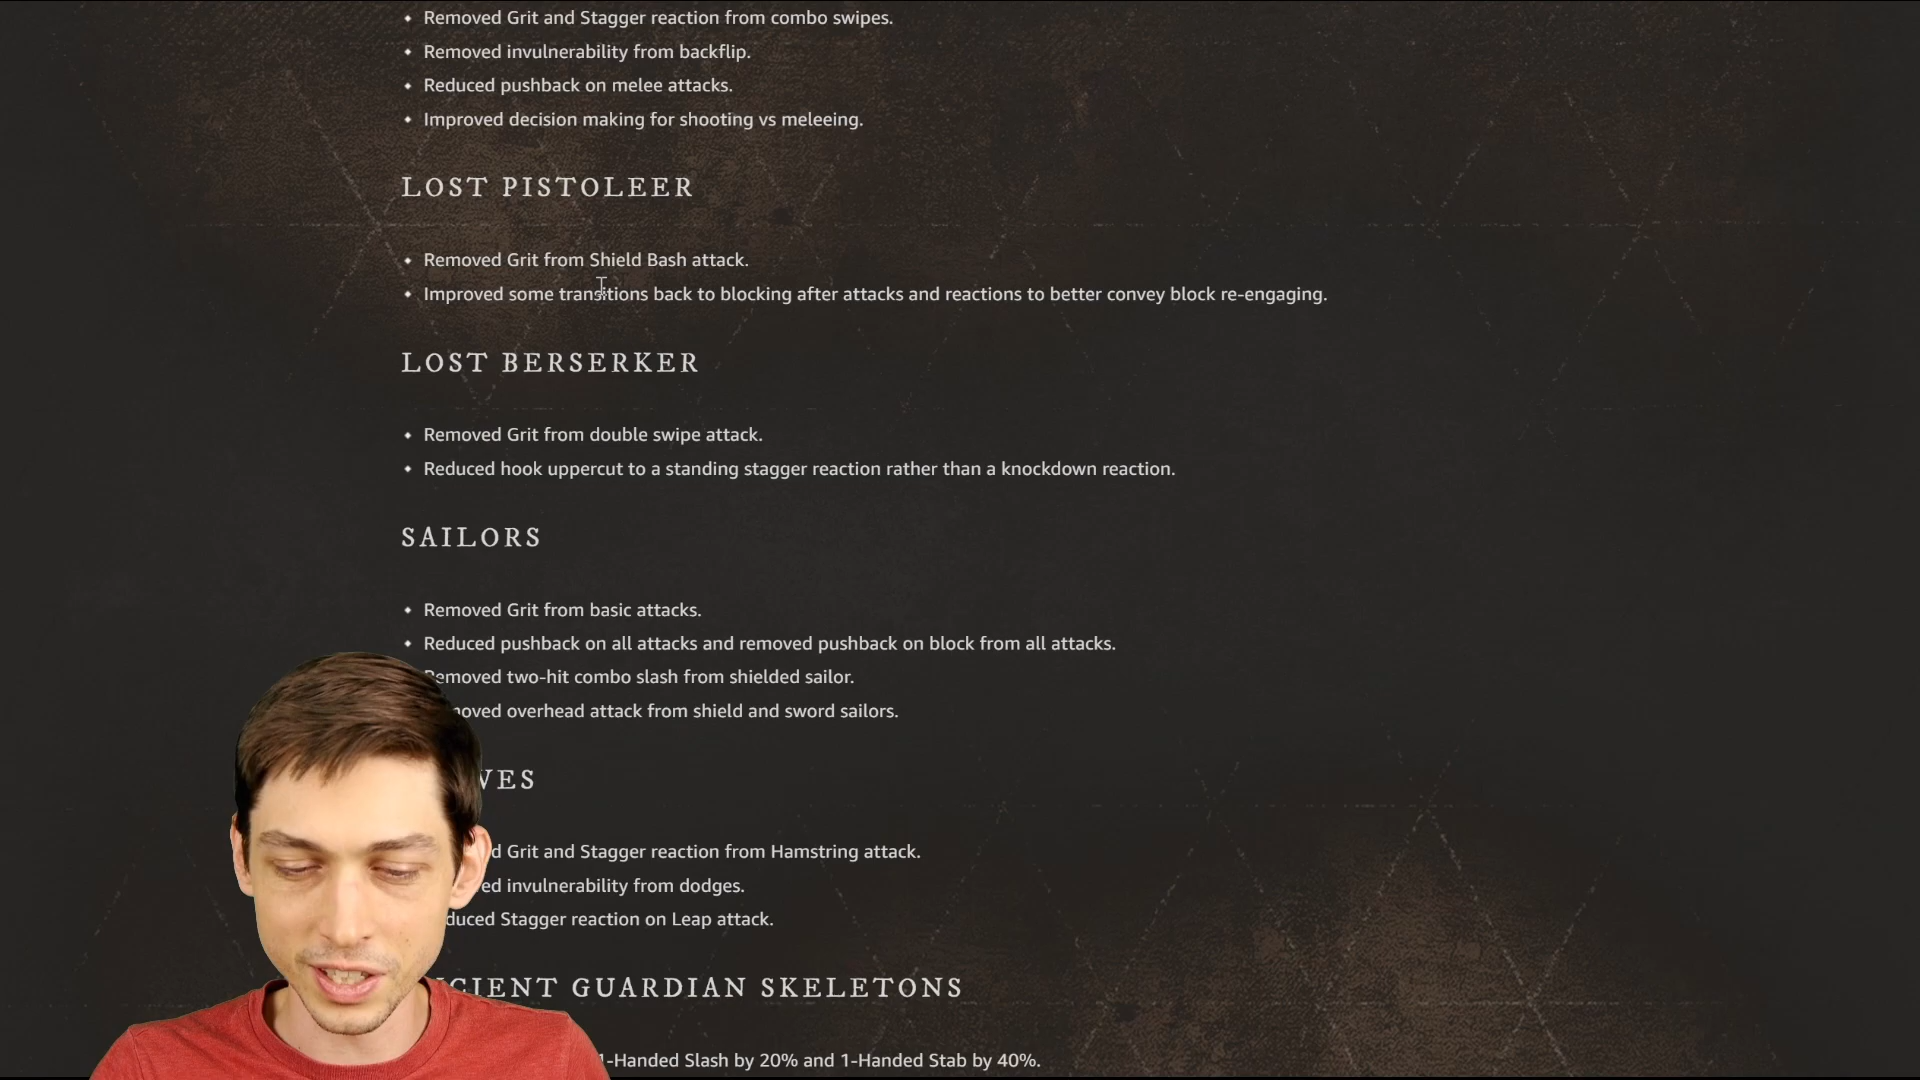 Removed Grit and Stagger reaction from combo swipes.
Removed invulnerability from backflip.
Reduced pushback on melee attacks.
Improved decision making for shooting vs meleeing.
LOST PISTOLEER
Removed Grit from Shield Bash attack.
Improved some transitions back to blocking after attacks and reactions to better convey block re-engaging.
LOST BERSERKER
Removed Grit from double swipe attack.
Reduced hook uppercut to a standing stagger reaction rather than a knockdown reaction.
SAILORS
Removed Grit from basic attacks.
Reduced pushback on all attacks and removed pushback on block from all attacks.
Removed two-hit combo slash from shielded sailor.
moved overhead attack from shield and sword sailors.
VES
d Grit and Stagger reaction from Hamstring attack.
ed invulnerability from dodges.
duced Stagger reaction on Leap attack.
CIENT GUARDIAN SKELETONS
1-Handed Slash by 20% and 1-Handed Stab by 40%.